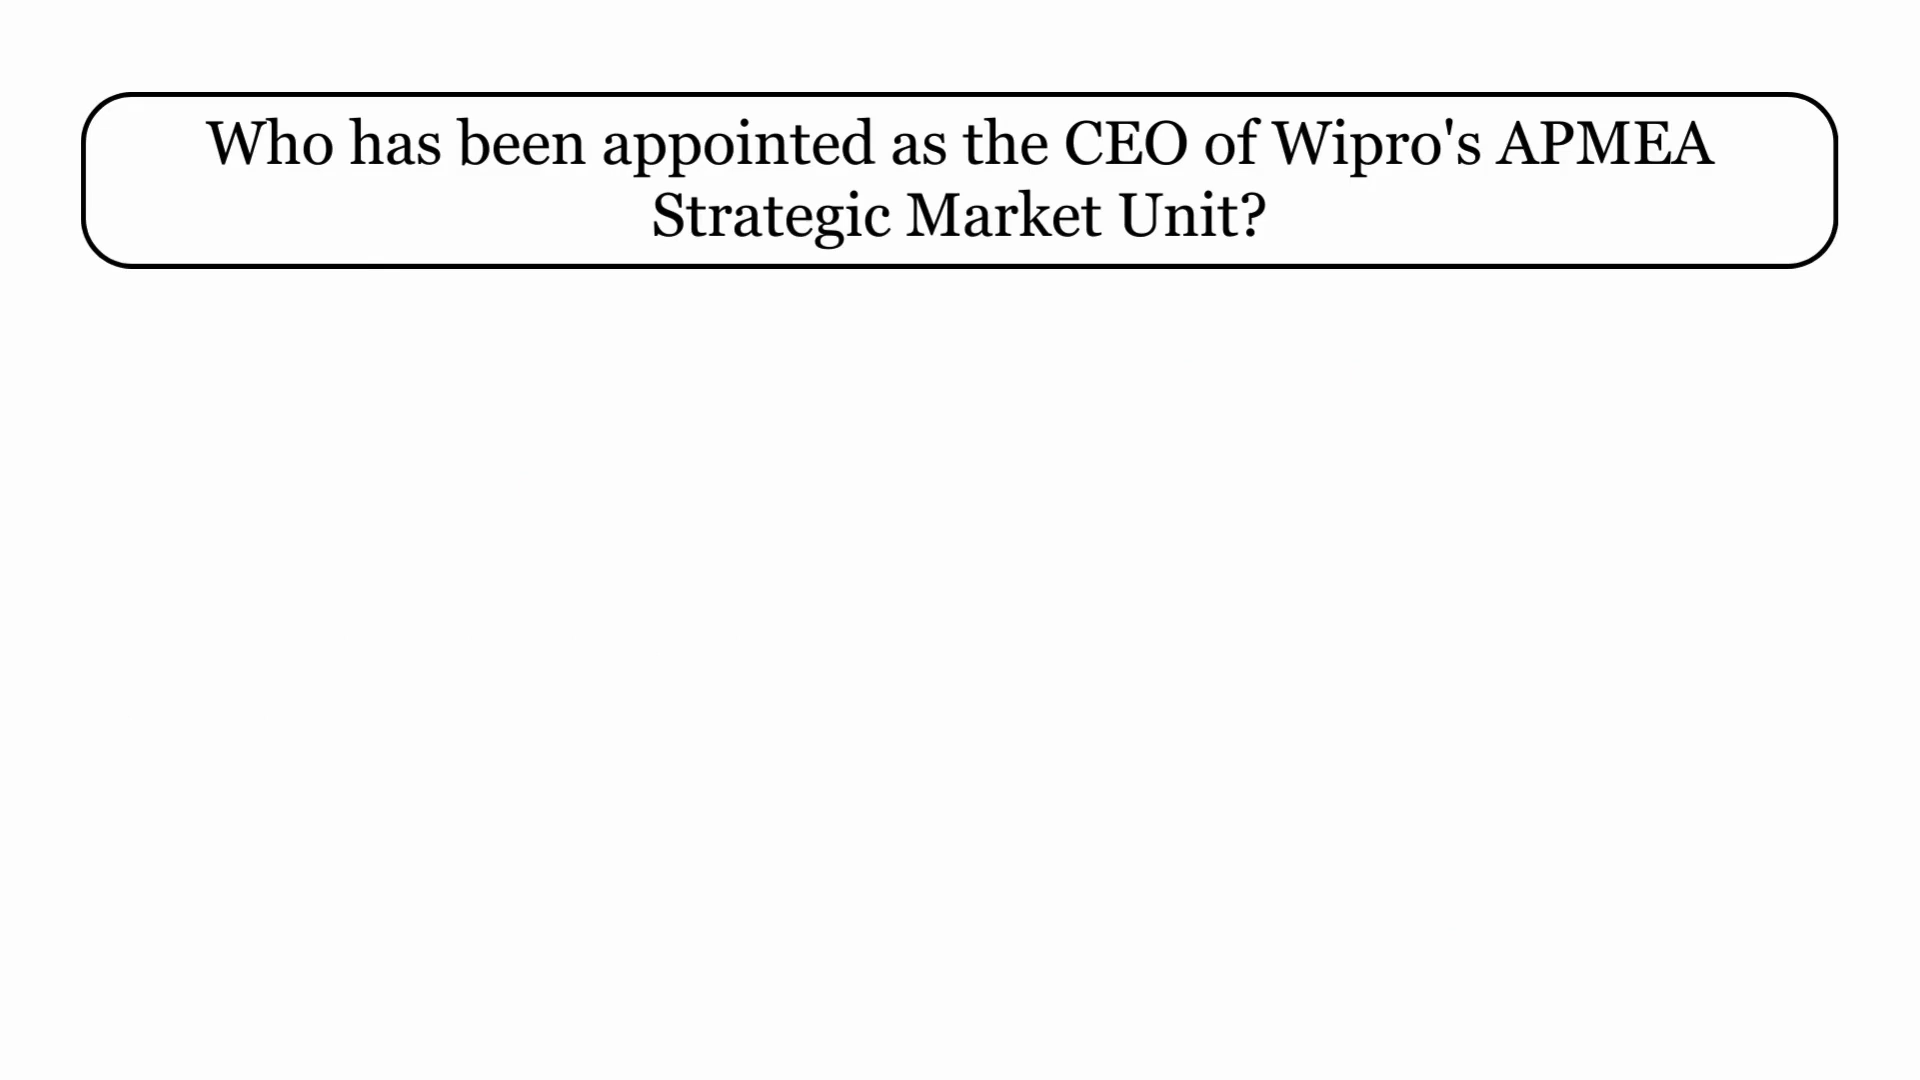 Who has been appointed as the CEO of Wipro's APMEA
Strategic Market Unit?